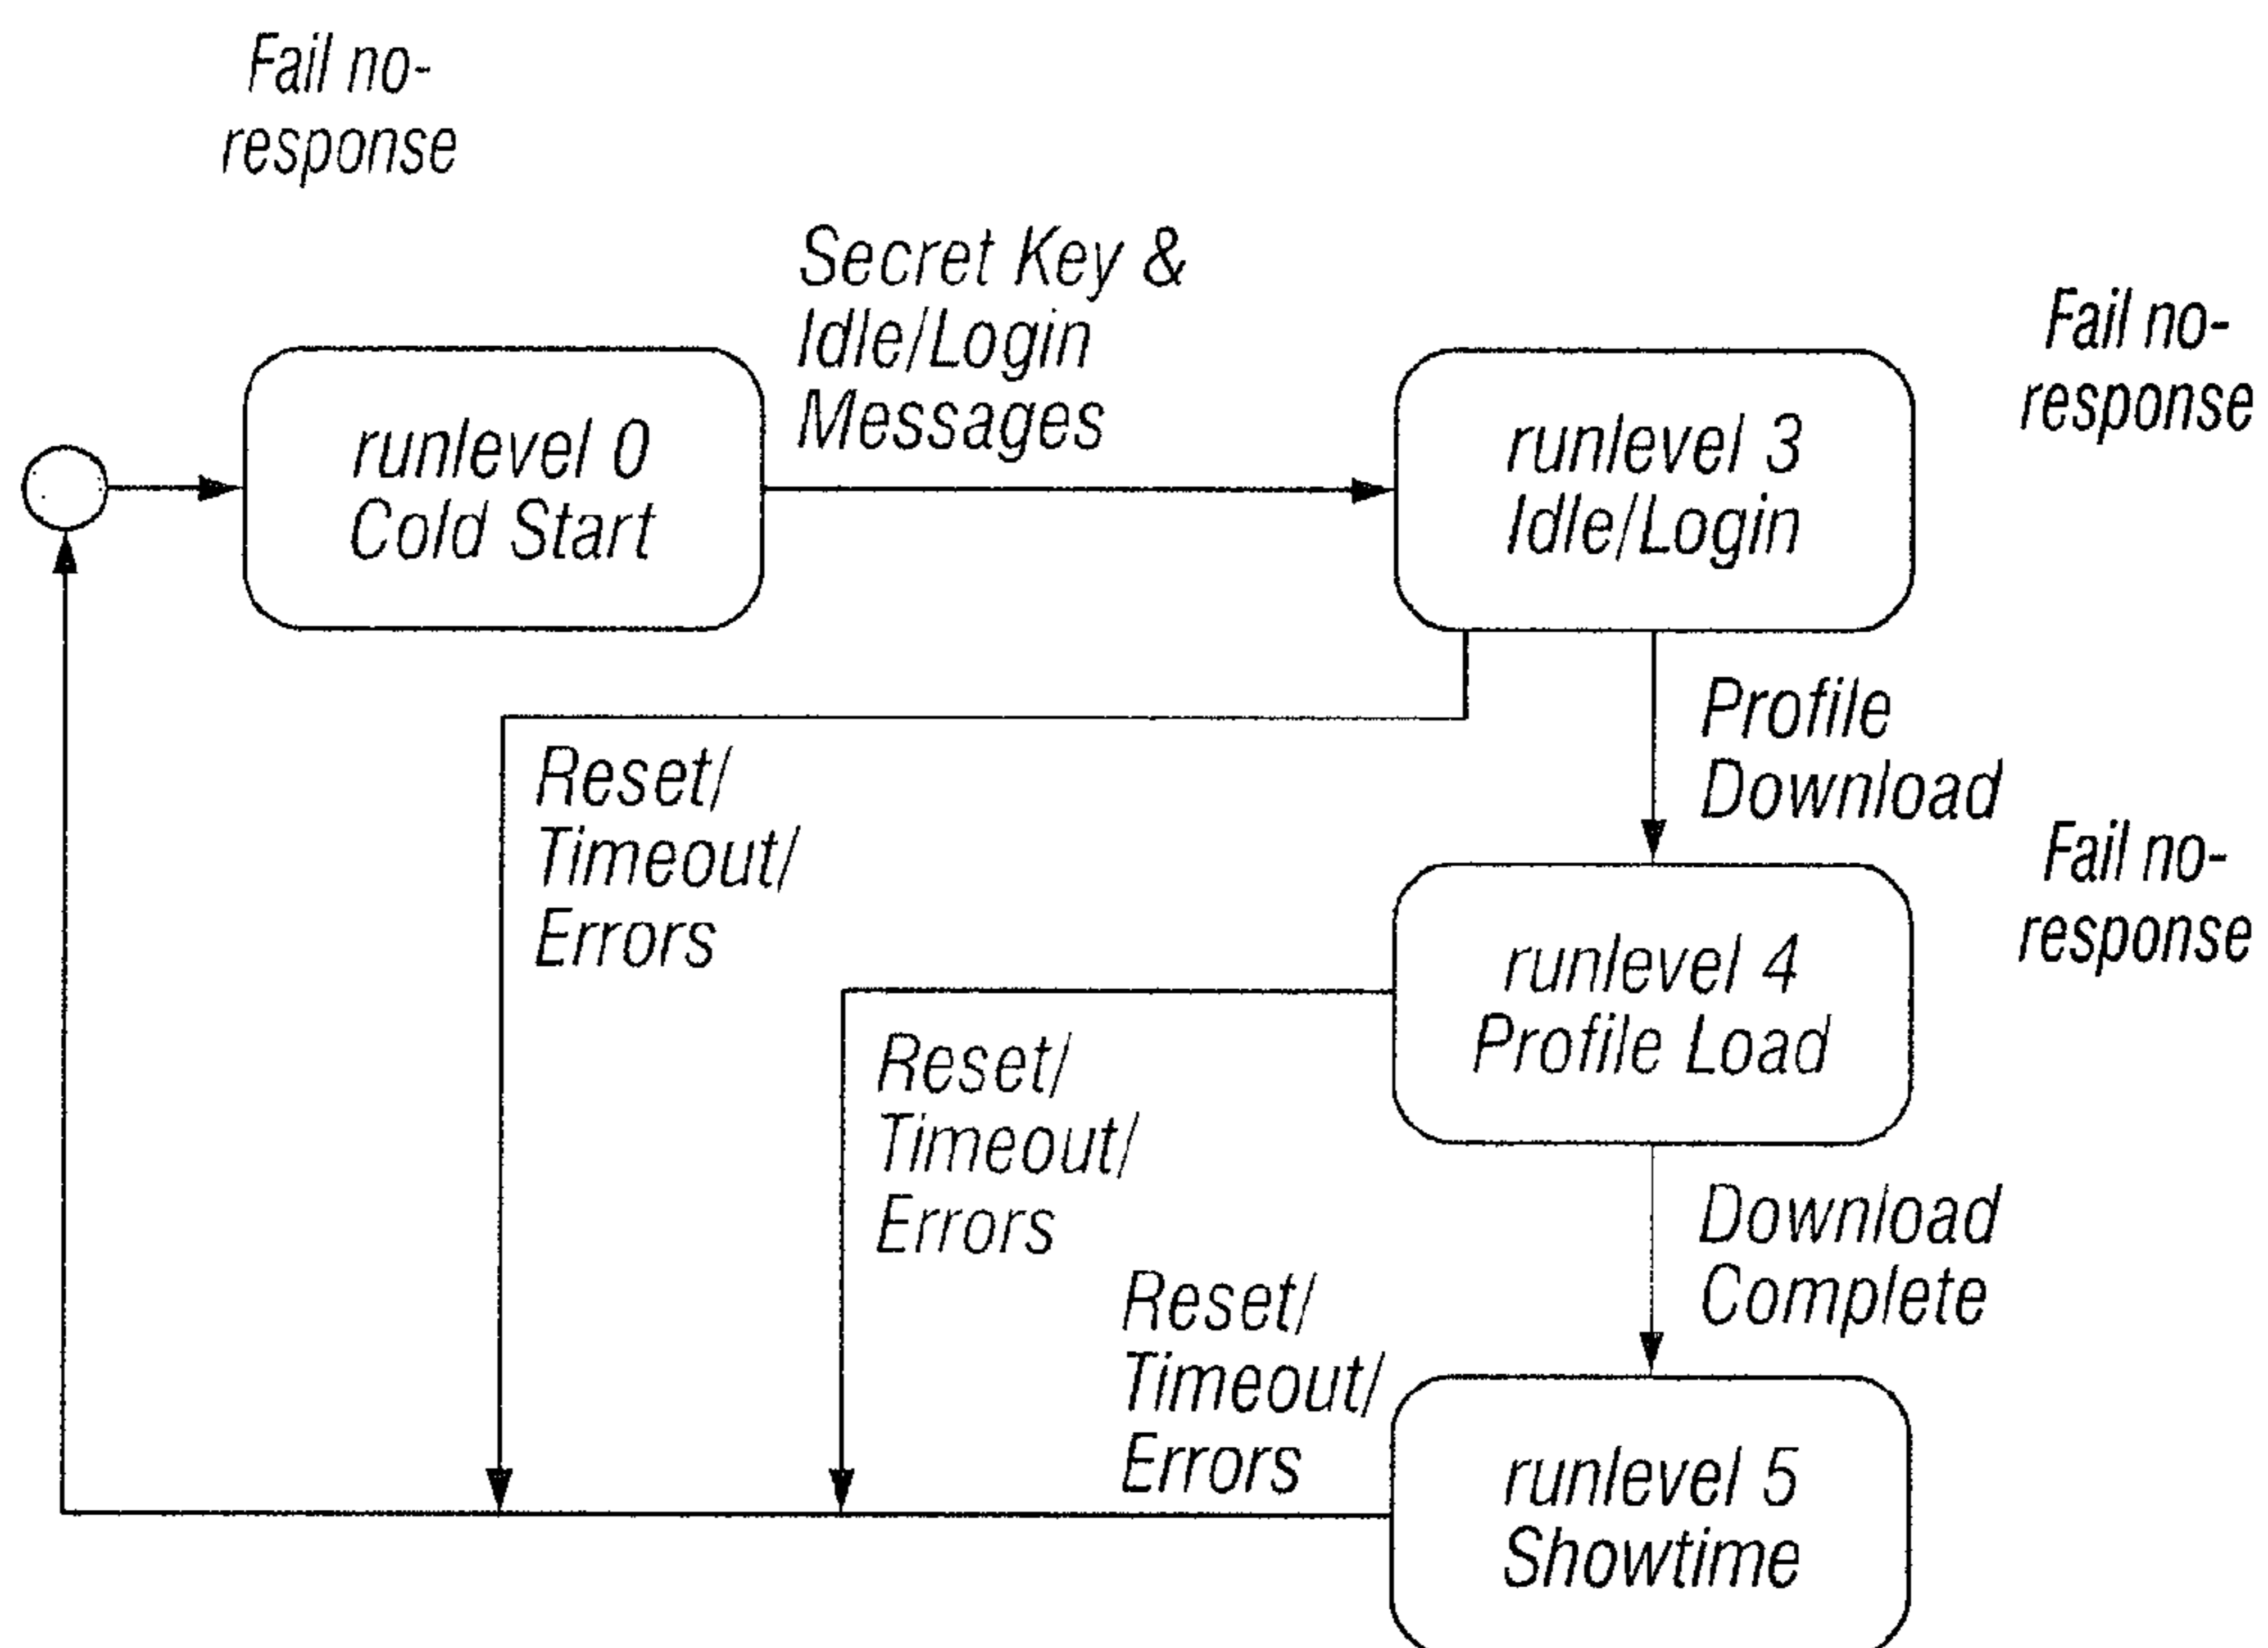 Fail no-
response
Secret Key &
Idle/Login
Messages
runlevel 0
Cold Start
runlevel 3
Idle/Login
Fail no-
response
Profile
Download
Reset/
Timeout/
Errors
Fail no-
response
runlevel 4
Profile Load
Reset/
Timeout/
Errors
Download
Complete
Reset/
Timeout/
Errors
runlevel 5
Showtime